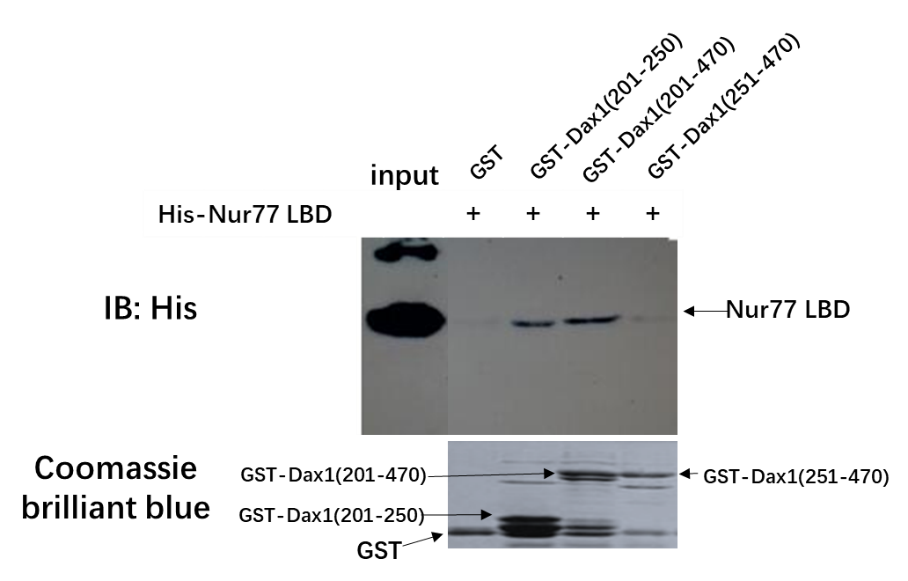 input
GST
GST-Dax1(201-250)
GST-Dax1(201-470)
GST-Dax1(251-470)
His-Nur77 LBD + + + +
IB: His
Nur77 LBD
Coomassie
brilliant blue
GST-Dax1(201-470)
GST-Dax1(251-470)
GST-Dax1(201-250)
GST